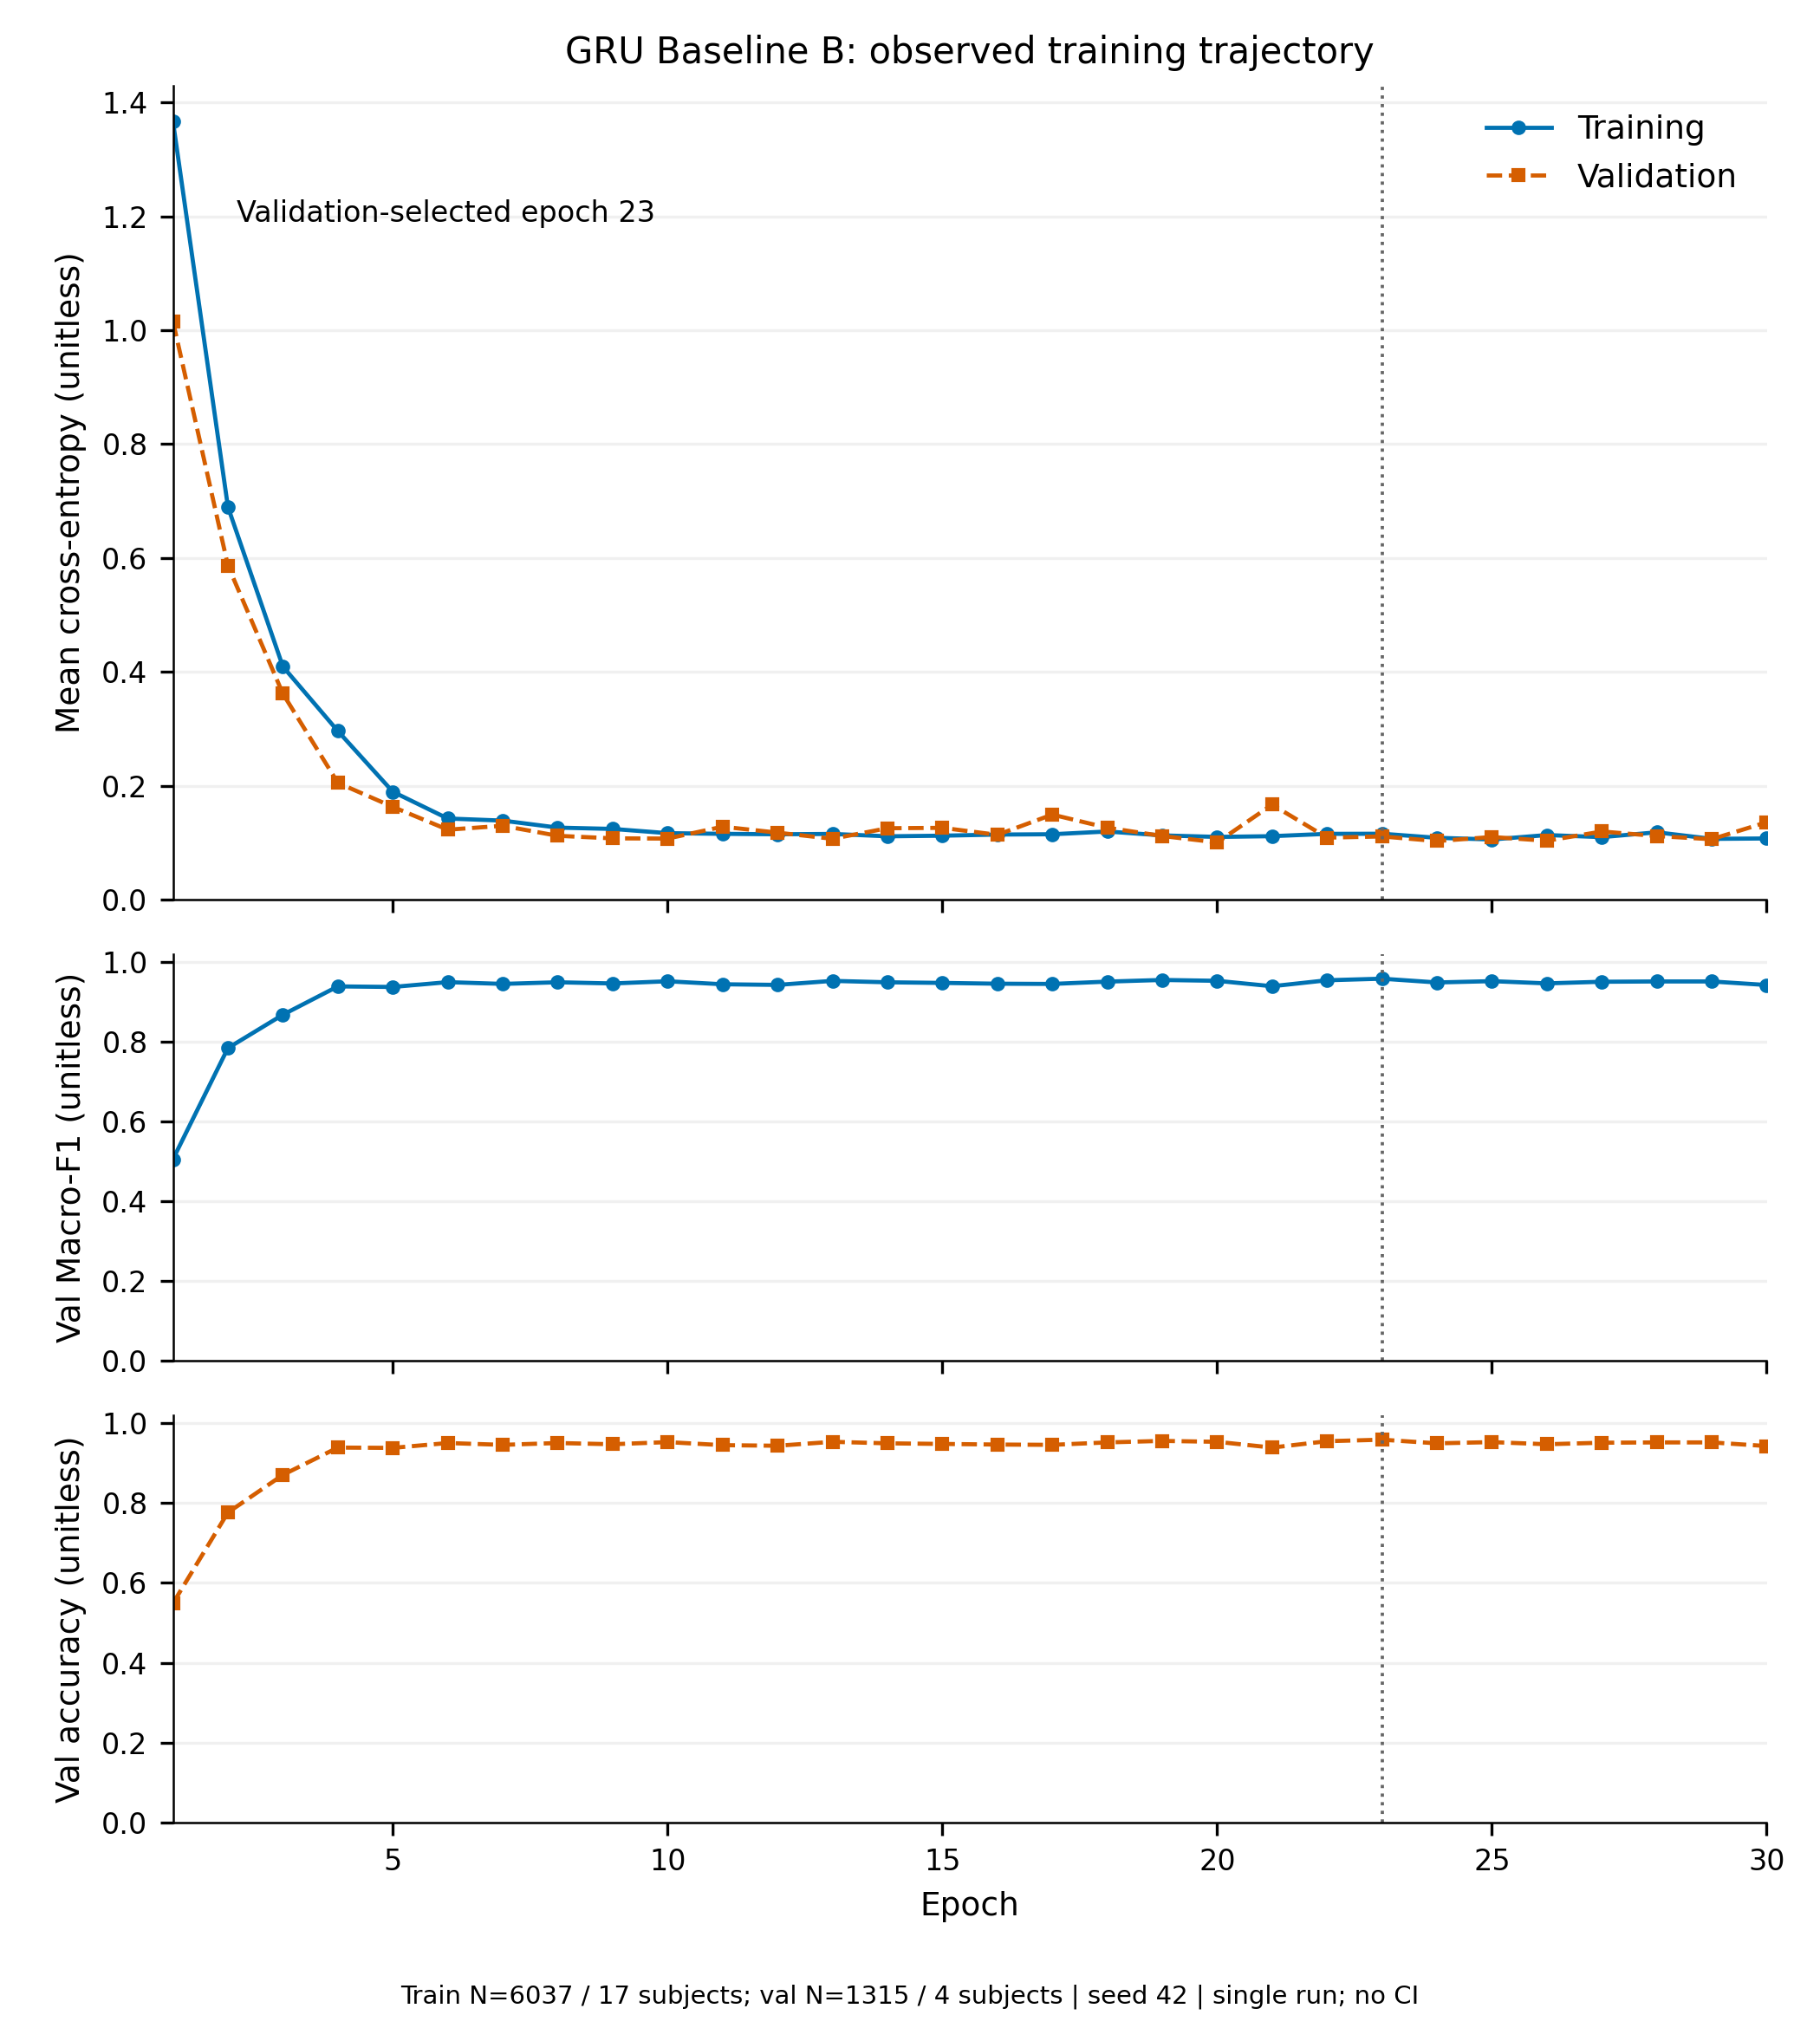 GRU Baseline B: observed training trajectory
1.4
1.2
1.0
0.8
0.6
0.4
0.2
0.0
Mean cross-entropy (unitless)
Training
Validation
Validation-selected epoch 23
1.0
0.8
0.6
0.4
0.2
0.0
Val Macro-F1 (unitless)
1.0
0.8
0.6
0.4
0.2
0.0
Val accuracy (unitless)
5 10 15 20 25 30
Epoch
Train N=6037 / 17 subjects; val N=1315 / 4 subjects | seed 42 | single run; no CI